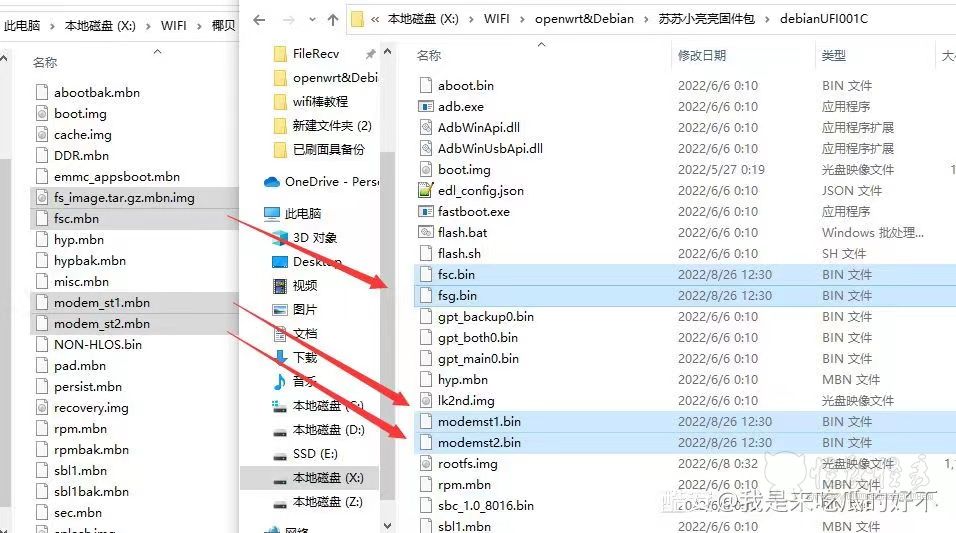 此电脑 › 本地磁盘 (X:) › WIFI › 椰贝
名称
abootbak.mbn
boot.img
cache.img
DDR.mbn
emmc_appsboot.mbn
fs_image.tar.gz.mbn.img
fsc.mbn
hyp.mbn
hypbak.mbn
misc.mbn
modem_st1.mbn
modem_st2.mbn
NON-HLOS.bin
pad.mbn
persist.mbn
recovery.img
rpm.mbn
rpmbak.mbn
sbl1.mbn
sbl1bak.mbn
sec.mbn
splash.img
« 本地磁盘 (X:) › WIFI › openwrt&Debian › 苏苏小亮亮固件包 › debianUFI001C
FileRecv
openwrt&Debi
wifi棒教程
新建文件夹 (2)
已刷面具备份
OneDrive - Pers
此电脑
3D 对象
Desktop
视频
图片
文档
下载
音乐
本地磁盘 (C:)
本地磁盘 (D:)
SSD (E:)
本地磁盘 (X:)
本地磁盘 (Z:)
网络
名称 修改日期 类型 大
aboot.bin 2022/6/6 0:10 BIN 文件
adb.exe 2022/6/6 0:10 应用程序
AdbWinApi.dll 2022/6/6 0:10 应用程序扩展
AdbWinUsbApi.dll 2022/6/6 0:10 应用程序扩展
boot.img 2022/5/27 0:19 光盘映像文件 1
edl_config.json 2022/6/6 0:10 JSON 文件
fastboot.exe 2022/6/6 0:10 应用程序
flash.bat 2022/6/6 0:10 Windows 批处理...
flash.sh 2022/6/6 0:10 SH 文件
fsc.bin 2022/8/26 12:30 BIN 文件
fsg.bin 2022/8/26 12:30 BIN 文件
gpt_backup0.bin 2022/6/6 0:10 BIN 文件
gpt_both0.bin 2022/6/6 0:10 BIN 文件
gpt_main0.bin 2022/6/6 0:10 BIN 文件
hyp.mbn 2022/6/6 0:10 MBN 文件
lk2nd.img 2022/6/6 0:10 光盘映像文件
modemst1.bin 2022/8/26 12:30 BIN 文件
modemst2.bin 2022/8/26 12:30 BIN 文件
rootfs.img 2022/6/8 0:32 光盘映像文件 1,
rpm.mbn 2022/6/6 0:10 MBN 文件
sbc_1.0_8016.bin 2022/6/6 0:10 BIN 文件
sbl1.mbn 2022/6/6 0:10 MBN 文件
@我是来吃瓜的好不